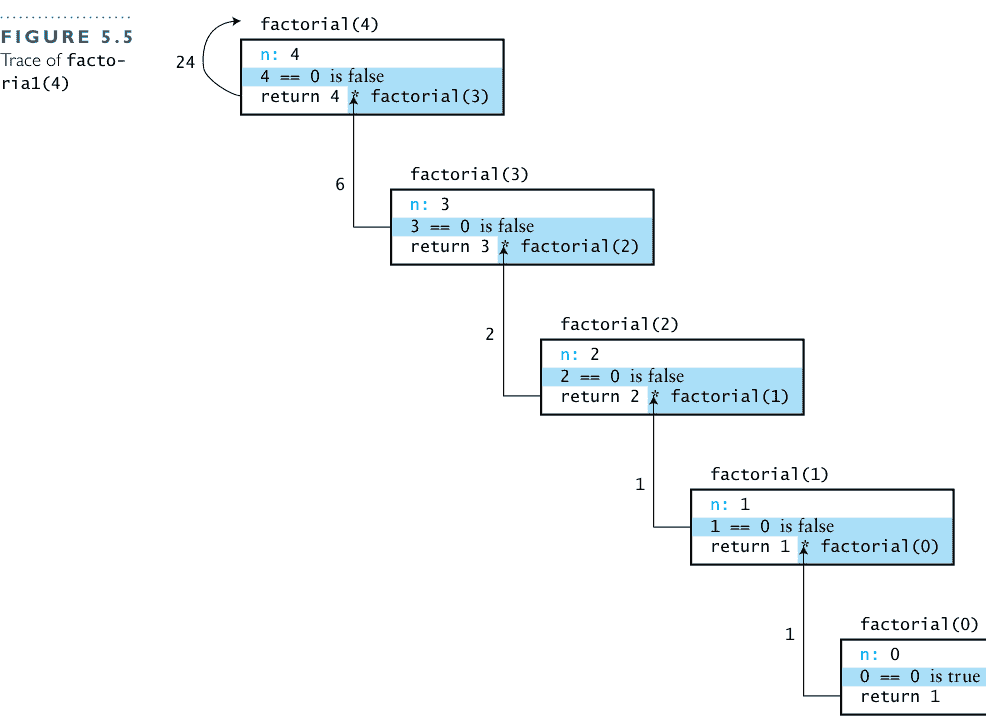 FIGURE 5.5
Trace of facto-
rial(4)
factorial(4)
24
n: 4
4 == 0 is false
return 4 * factorial(3)
6
factorial(3)
n: 3
3 == 0 is false
return 3 * factorial(2)
2
factorial(2)
n: 2
2 == 0 is false
return 2 * factorial(1)
1
factorial(1)
n: 1
1 == 0 is false
return 1 * factorial(0)
1
factorial(0)
n: 0
0 == 0 is true
return 1